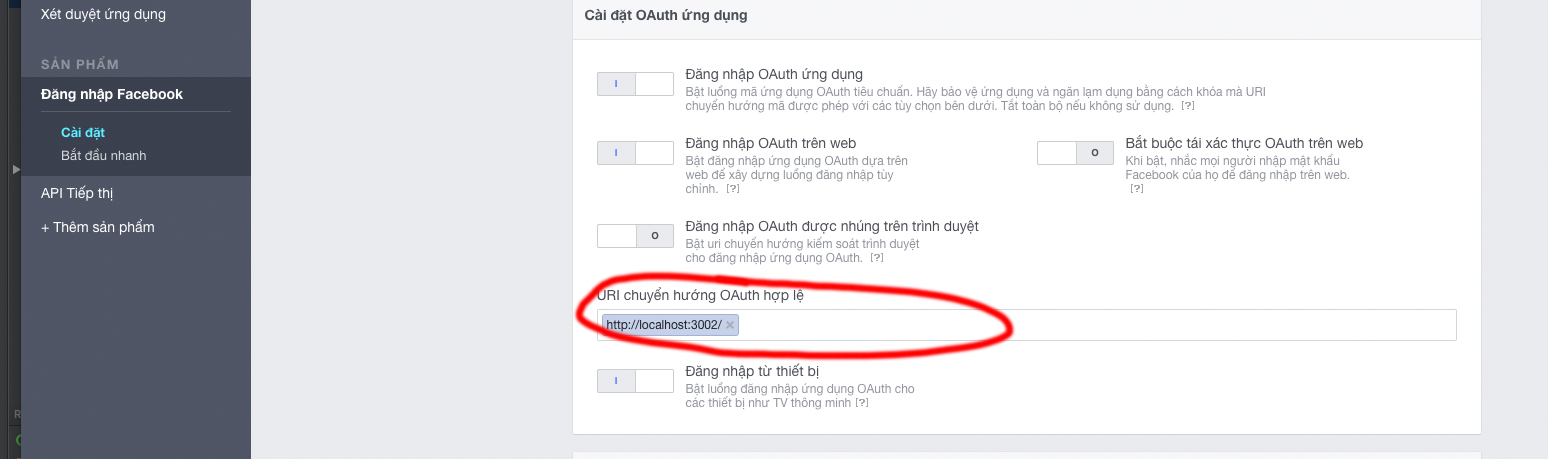 Xét duyệt ứng dụng
SẢN PHẨM
Đăng nhập Facebook
Cài đặt
Bắt đầu nhanh
API Tiếp thị
+ Thêm sản phẩm
Cài đặt OAuth ứng dụng
Đăng nhập OAuth ứng dụng
Bật luồng mã ứng dụng OAuth tiêu chuẩn. Hãy bảo vệ ứng dụng và ngăn lạm dụng bằng cách khóa mà URI
chuyển hướng mã được phép với các tùy chọn bên dưới. Tắt toàn bộ nếu không sử dụng. [?]
Đăng nhập OAuth trên web
Bật đăng nhập ứng dụng OAuth dựa trên
web để xây dựng luồng đăng nhập tùy
chỉnh. [?]
Bắt buộc tái xác thực OAuth trên web
Khi bật, nhắc mọi người nhập mật khẩu
Facebook của họ để đăng nhập trên web.
[?]
Đăng nhập OAuth được nhúng trên trình duyệt
Bật uri chuyển hướng kiểm soát trình duyệt
cho đăng nhập ứng dụng OAuth. [?]
URI chuyển hướng OAuth hợp lệ
http://localhost:3002/ ×
Đăng nhập từ thiết bị
Bật luồng đăng nhập ứng dụng OAuth cho
các thiết bị như TV thông minh [?]